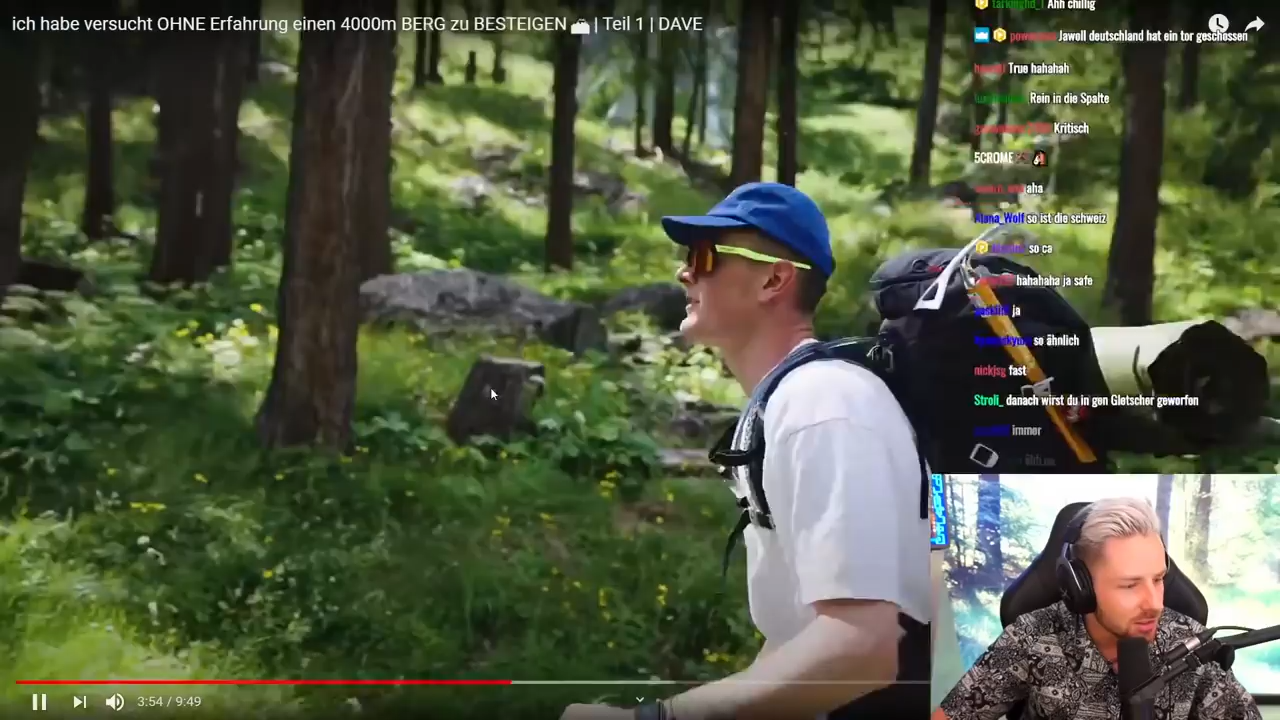 ich habe versucht OHNE Erfahrung einen 4000m BERG zu BESTEIGEN | Teil 1 | DAVE
Ahh chillig
Jawoll deutschland hat ein tor geschossen
True hahahah
Rein in die Spalte
Kritisch
5CROME
Alana_Wolf so ist die schweiz
so ca
hahahaha ja safe
ja
so ähnlich
nickjsg fast
Stroli_ danach wirst du in gen Gletscher geworfen
immer
3:54 / 9:49